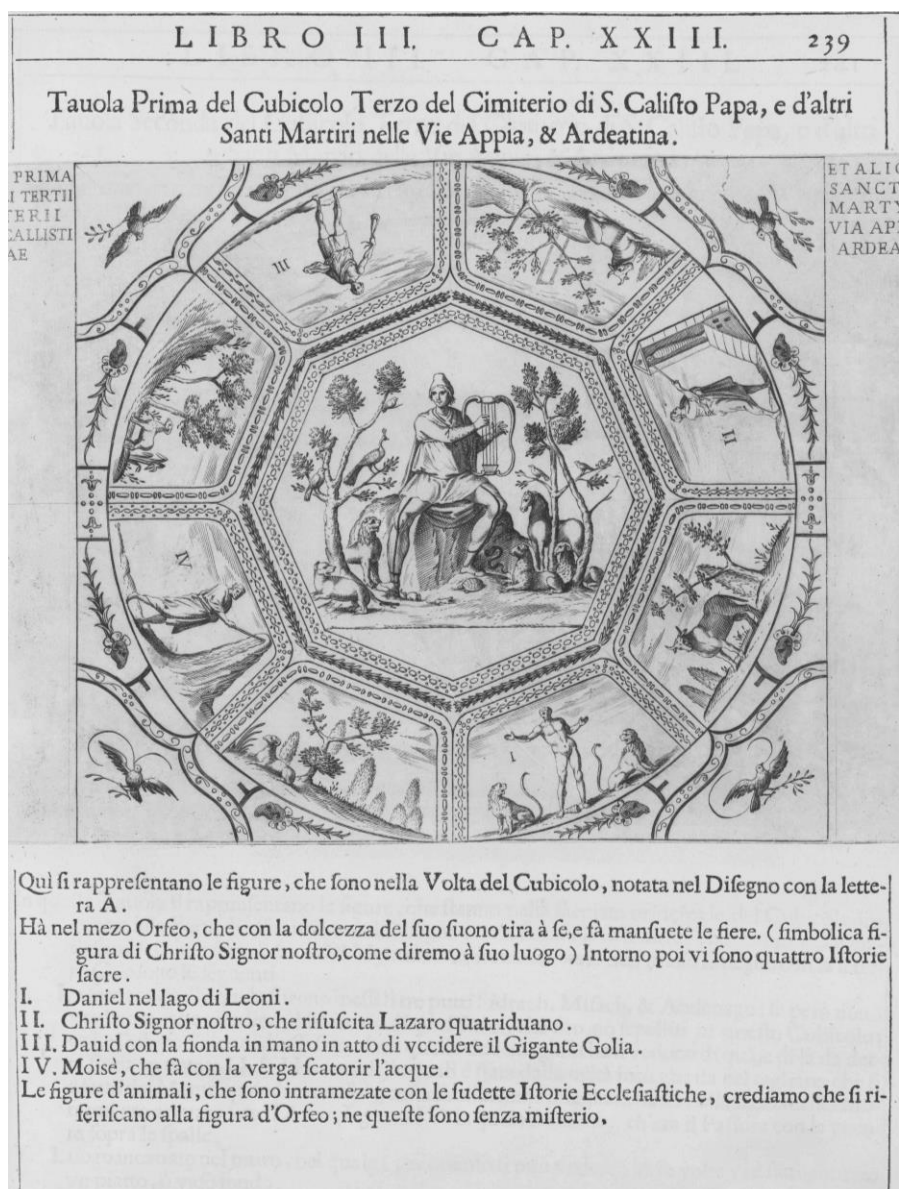 LIBRO III. CAP. XXIII. 239
Tauola Prima del Cubicolo Terzo del Cimiterio di S. Caliſto Papa, e d'altri
Santi Martiri nelle Vie Appia, & Ardeatina.
PRIMA
I TERTII
TERII
CALLISTI
AE
ET ALIO
SANCT
MARTY
VIA APP
ARDEA
III
II
IV
I
Quì ſi rappreſentano le figure, che ſono nella Volta del Cubicolo, notata nel Diſegno con la lette-
ra A.
Hà nel mezo Orfeo, che con la dolcezza del ſuo ſuono tira à ſe, e fà manſuete le fiere. ( ſimbolica fi-
gura di Chriſto Signor noſtro, come diremo à ſuo luogo ) Intorno poi vi ſono quattro Iſtorie
ſacre.
I. Daniel nel lago di Leoni.
II. Chriſto Signor noſtro, che riſuſcita Lazaro quatriduano.
III. Dauid con la fionda in mano in atto di vccidere il Gigante Golia.
IV. Moisè, che fà con la verga ſcatorir l'acque.
Le figure d'animali, che ſono intramezate con le ſudette Iſtorie Eccleſiaſtiche, crediamo che ſi ri-
feriſcano alla figura d'Orfeo; ne queſte ſono ſenza miſterio,